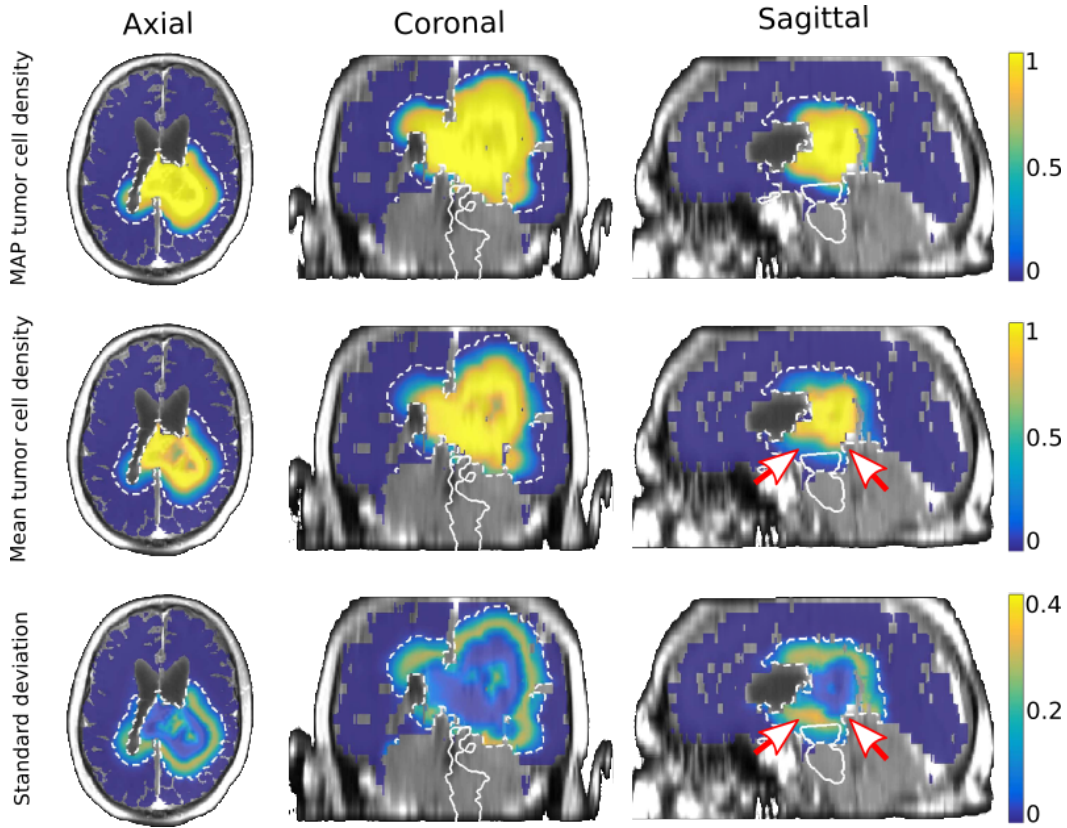 Axial
Coronal
Sagittal
MAP tumor cell density
1
0.5
0
Mean tumor cell density
1
0.5
0
Standard deviation
0.4
0.2
0